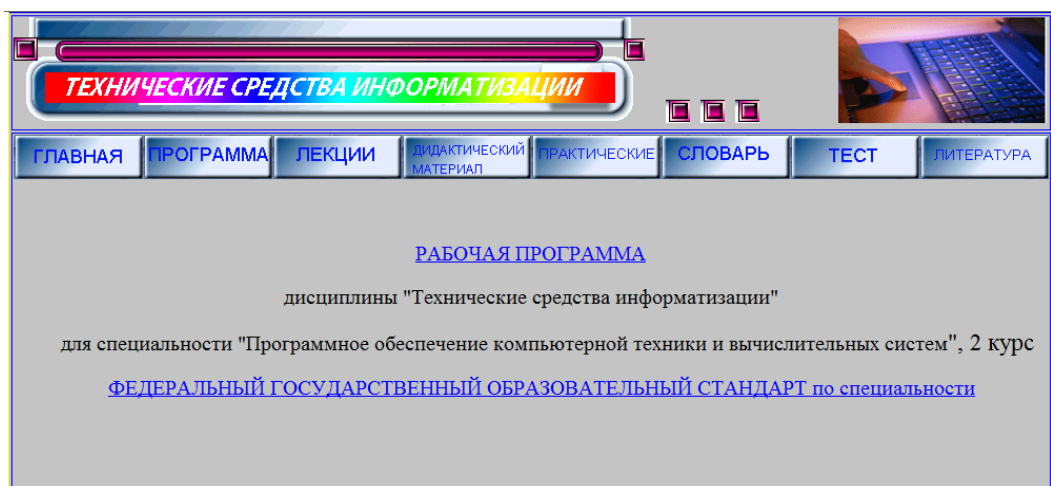 ТЕХНИЧЕСКИЕ СРЕДСТВА ИНФОРМАТИЗАЦИИ
ГЛАВНАЯ
ПРОГРАММА
ЛЕКЦИИ
ДИДАКТИЧЕСКИЙ
МАТЕРИАЛ
ПРАКТИЧЕСКИЕ
СЛОВАРЬ
ТЕСТ
ЛИТЕРАТУРА
РАБОЧАЯ ПРОГРАММА
дисциплины "Технические средства информатизации"
для специальности "Программное обеспечение компьютерной техники и вычислительных систем", 2 курс
ФЕДЕРАЛЬНЫЙ ГОСУДАРСТВЕННЫЙ ОБРАЗОВАТЕЛЬНЫЙ СТАНДАРТ по специальности